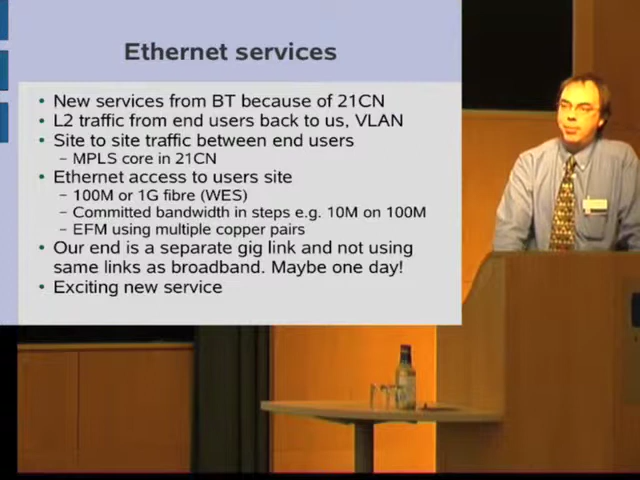 Ethernet services
• New services from BT because of 21CN
• L2 traffic from end users back to us, VLAN
• Site to site traffic between end users
– MPLS core in 21CN
• Ethernet access to users site
– 100M or 1G fibre (WES)
– Committed bandwidth in steps e.g. 10M on 100M
– EFM using multiple copper pairs
• Our end is a separate gig link and not using
same links as broadband. Maybe one day!
• Exciting new service